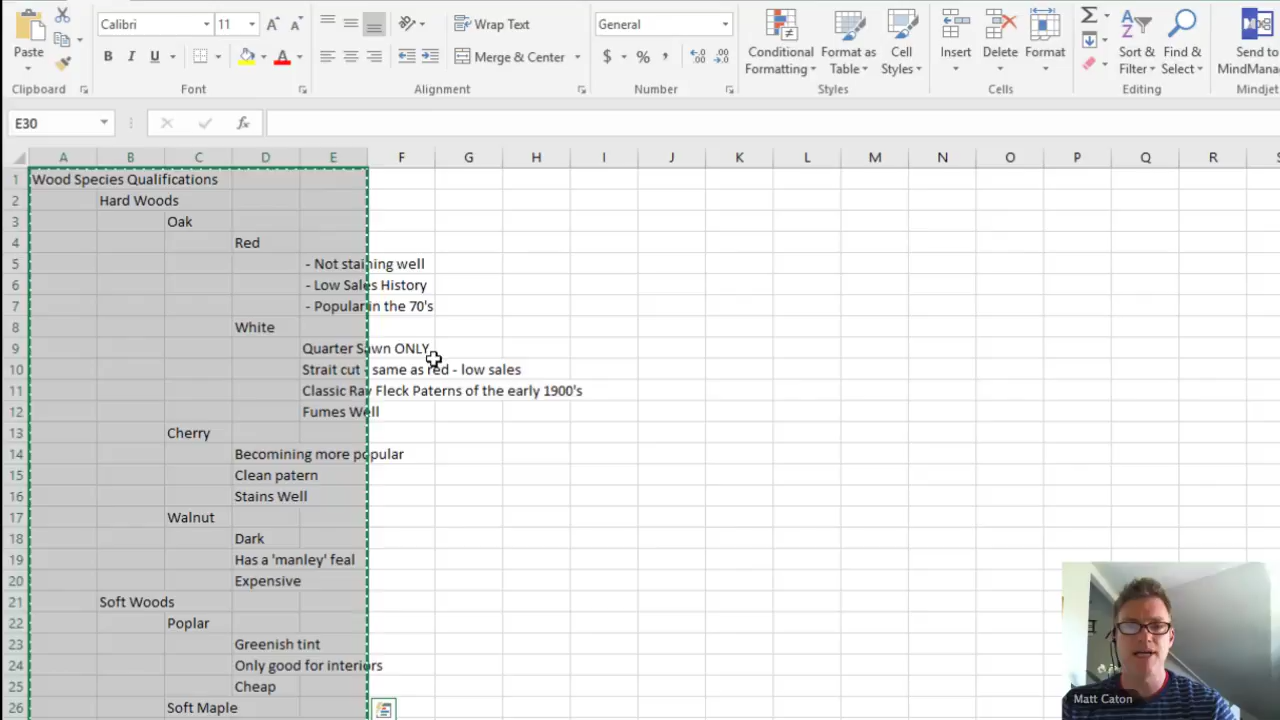 Calibri 11 Wrap Text General
Paste B I U Merge & Center $ % , Conditional Formatting Format as Table Cell Styles Insert Delete Format Sort & Filter Find & Select Send to MindMan
Clipboard Font Alignment Number Styles Cells Editing Mindjet
E30 fx
A B C D E F G H I J K L M N O P Q R
1 Wood Species Qualifications
2 Hard Woods
3 Oak
4 Red
5 - Not staining well
6 - Low Sales History
7 - Popular in the 70's
8 White
9 Quarter Sawn ONLY
10 Strait cut - same as red - low sales
11 Classic Ray Fleck Paterns of the early 1900's
12 Fumes Well
13 Cherry
14 Becomining more popular
15 Clean patern
16 Stains Well
17 Walnut
18 Dark
19 Has a 'manley' feal
20 Expensive
21 Soft Woods
22 Poplar
23 Greenish tint
24 Only good for interiors
25 Cheap
26 Soft Maple
Matt Caton